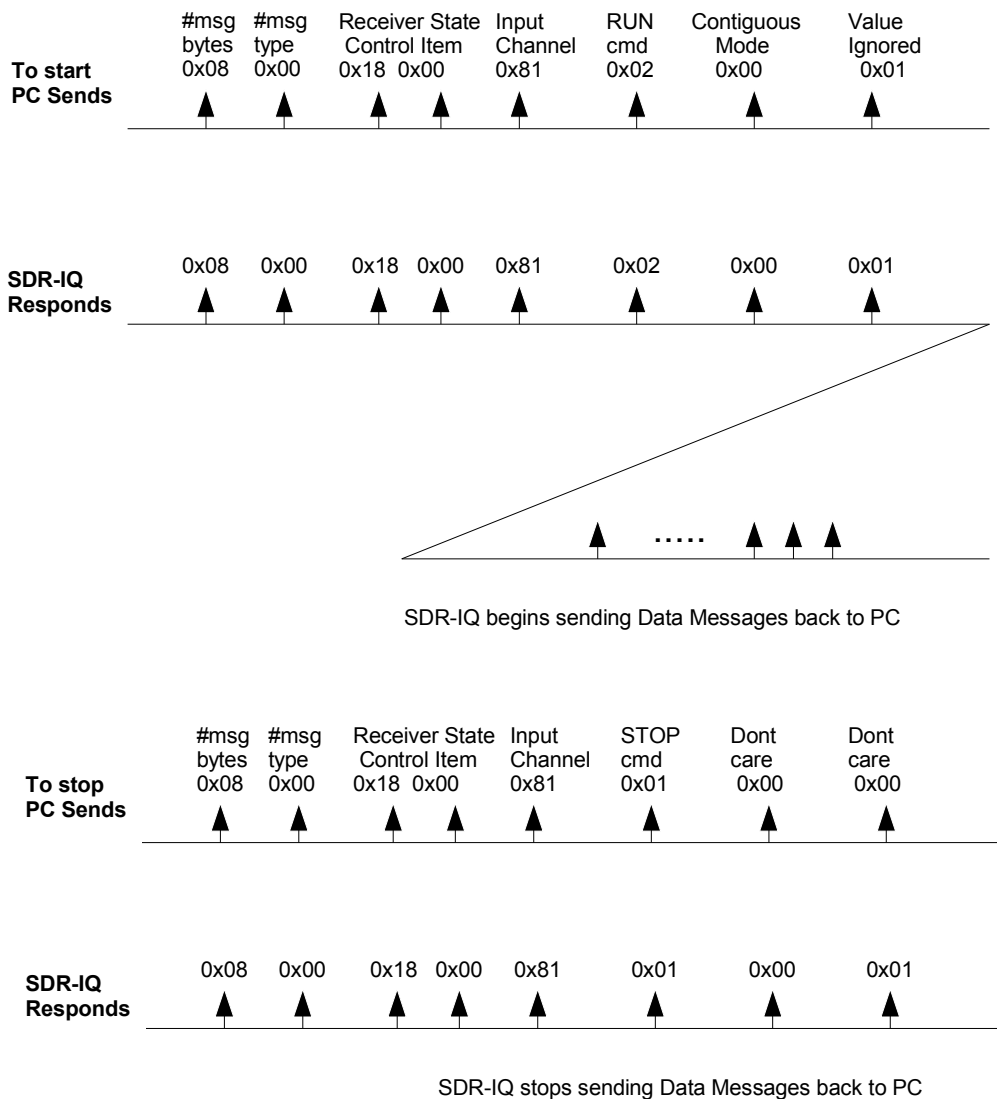 #msg #msg Receiver State Input RUN Contiguous Value
bytes type Control Item Channel cmd Mode Ignored
To start 0x08 0x00 0x18 0x00 0x81 0x02 0x00 0x01
PC Sends
SDR-IQ 0x08 0x00 0x18 0x00 0x81 0x02 0x00 0x01
Responds
.....
SDR-IQ begins sending Data Messages back to PC
#msg #msg Receiver State Input STOP Dont Dont
bytes type Control Item Channel cmd care care
To stop 0x08 0x00 0x18 0x00 0x81 0x01 0x00 0x00
PC Sends
SDR-IQ 0x08 0x00 0x18 0x00 0x81 0x01 0x00 0x01
Responds
SDR-IQ stops sending Data Messages back to PC